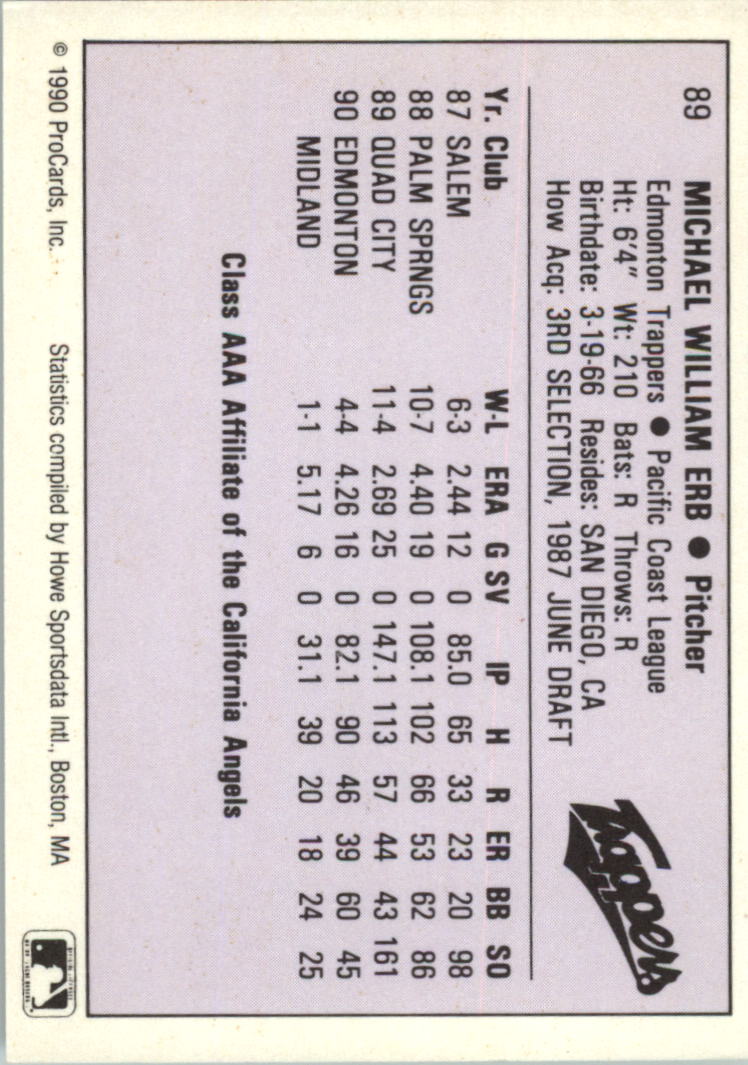 89 MICHAEL WILLIAM ERB ● Pitcher
Edmonton Trappers ● Pacific Coast League
Ht: 6'4" Wt: 210 Bats: R Throws: R
Birthdate: 3-19-66 Resides: SAN DIEGO, CA
How Acq: 3RD SELECTION, 1987 JUNE DRAFT
Trappers
Yr. Club W-L ERA G SV IP H R ER BB SO
87 SALEM 6-3 2.44 12 0 85.0 65 33 23 20 98
88 PALM SPRNGS 10-7 4.40 19 0 108.1 102 66 53 62 86
89 QUAD CITY 11-4 2.69 25 0 147.1 113 57 44 43 161
90 EDMONTON 4-4 4.26 16 0 82.1 90 46 39 60 45
MIDLAND 1-1 5.17 6 0 31.1 39 20 18 24 25
Class AAA Affiliate of the California Angels
© 1990 ProCards, Inc. Statistics compiled by Howe Sportsdata Intl., Boston, MA